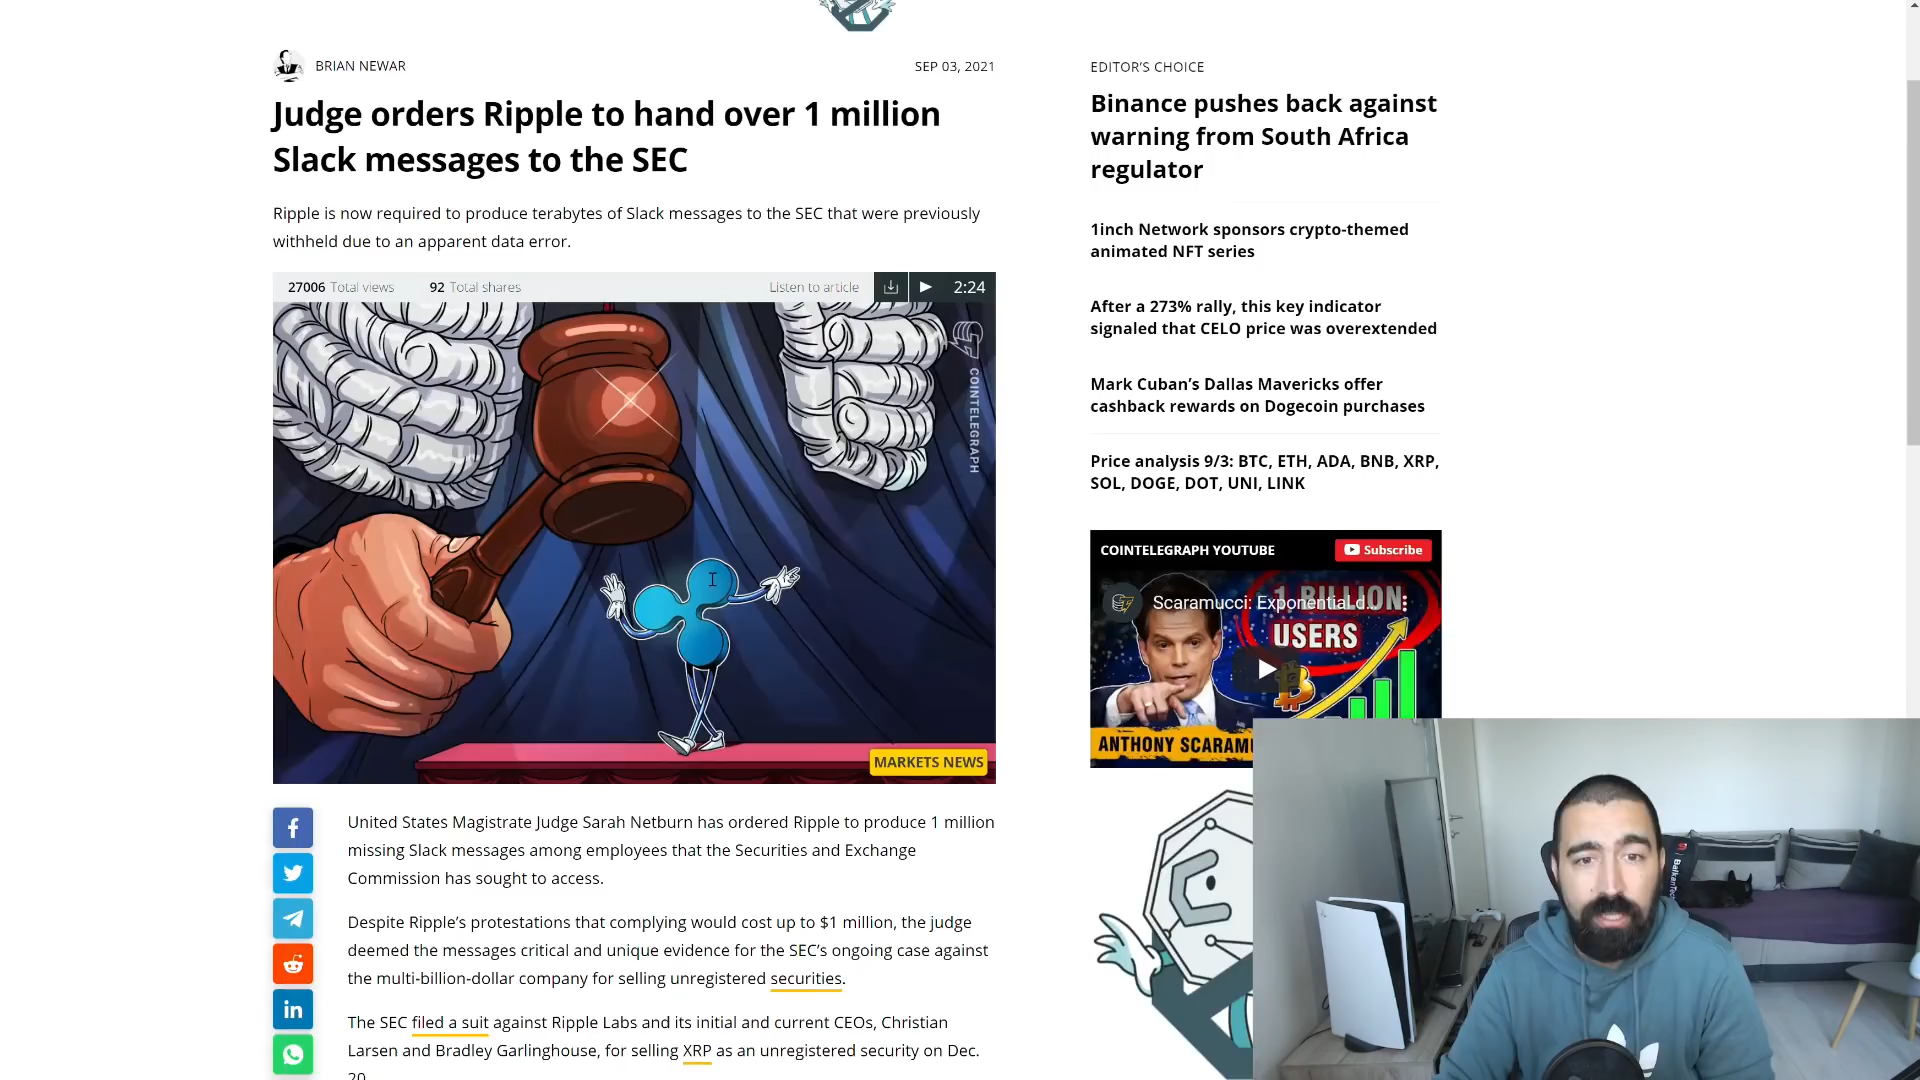 BRIAN NEWAR
SEP 03, 2021
Judge orders Ripple to hand over 1 million
Slack messages to the SEC
Ripple is now required to produce terabytes of Slack messages to the SEC that were previously
withheld due to an apparent data error.
27006 Total views
92 Total shares
Listen to article
2:24
COINTELEGRAPH
MARKETS NEWS
United States Magistrate Judge Sarah Netburn has ordered Ripple to produce 1 million
missing Slack messages among employees that the Securities and Exchange
Commission has sought to access.
Despite Ripple’s protestations that complying would cost up to $1 million, the judge
deemed the messages critical and unique evidence for the SEC’s ongoing case against
the multi-billion-dollar company for selling unregistered securities.
The SEC filed a suit against Ripple Labs and its initial and current CEOs, Christian
Larsen and Bradley Garlinghouse, for selling XRP as an unregistered security on Dec.
20
EDITOR’S CHOICE
Binance pushes back against
warning from South Africa
regulator
1inch Network sponsors crypto-themed
animated NFT series
After a 273% rally, this key indicator
signaled that CELO price was overextended
Mark Cuban’s Dallas Mavericks offer
cashback rewards on Dogecoin purchases
Price analysis 9/3: BTC, ETH, ADA, BNB, XRP,
SOL, DOGE, DOT, UNI, LINK
COINTELEGRAPH YOUTUBE
Subscribe
Scaramucci: Exponential d...
1 BILLION
USERS
ANTHONY SCARAM